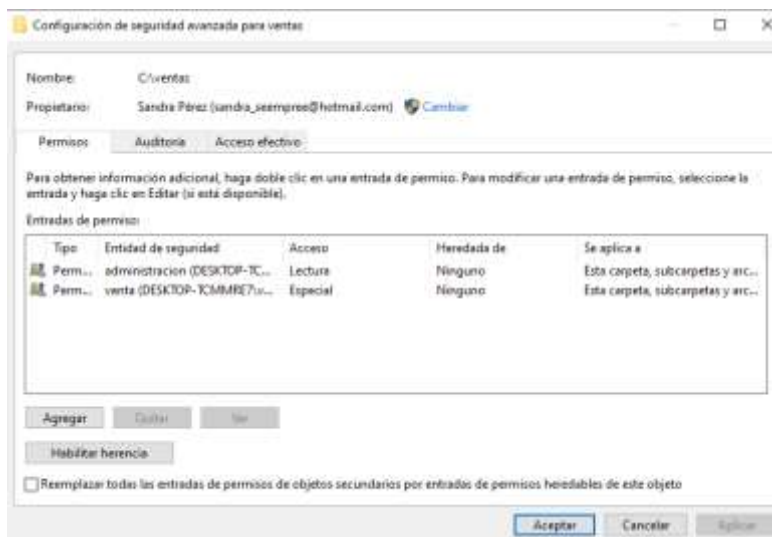 Configuración de seguridad avanzada para ventas
Nombre: C:\ventas
Propietario: Sandra Pérez (sandra_seempree@hotmail.com) Cambiar
Permisos Auditoría Acceso efectivo
Para obtener información adicional, haga doble clic en una entrada de permiso. Para modificar una entrada de permiso, seleccione la
entrada y haga clic en Editar (si está disponible).
Entradas de permiso:
Tipo Entidad de seguridad Acceso Heredada de Se aplica a
Perm... administracion (DESKTOP-TC... Lectura Ninguno Esta carpeta, subcarpetas y arc...
Perm... venta (DESKTOP-TCMMRE7\v... Especial Ninguno Esta carpeta, subcarpetas y arc...
Agregar Quitar Ver
Habilitar herencia
Reemplazar todas las entradas de permisos de objetos secundarios por entradas de permisos heredables de este objeto
Aceptar Cancelar Aplicar